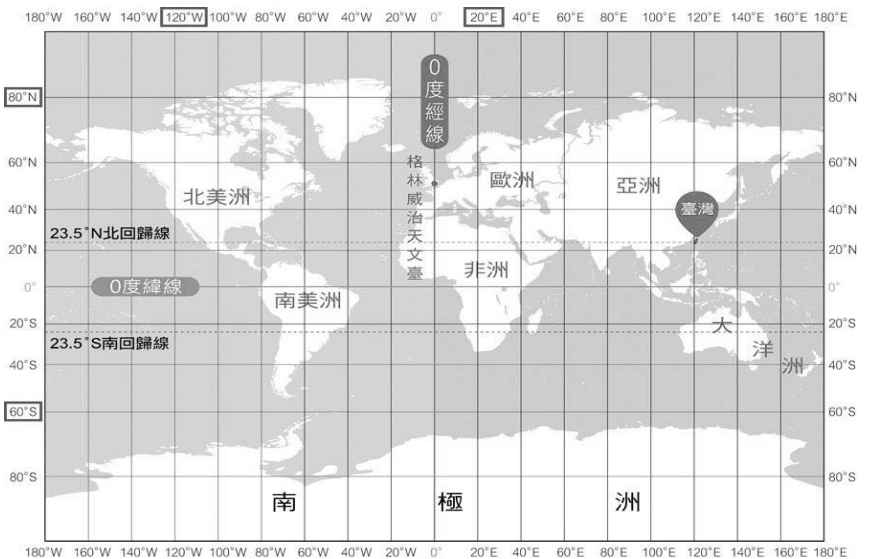 180°W 160°W 140°W 120°W 100°W 80°W 60°W 40°W 20°W 0° 20°E 40°E 60°E 80°E 100°E 120°E 140°E 160°E 180°E
0度經線
80°N 80°N
格林威治天文臺
60°N 60°N
歐洲
亞洲
北美洲
臺灣
40°N 40°N
23.5°N北回歸線
20°N 20°N
非洲
0° 0度緯線 0°
南美洲
20°S 20°S
大洋洲
23.5°S南回歸線
40°S 40°S
60°S 60°S
80°S 80°S
南極洲
180°W 160°W 140°W 120°W 100°W 80°W 60°W 40°W 20°W 0° 20°E 40°E 60°E 80°E 100°E 120°E 140°E 160°E 180°E